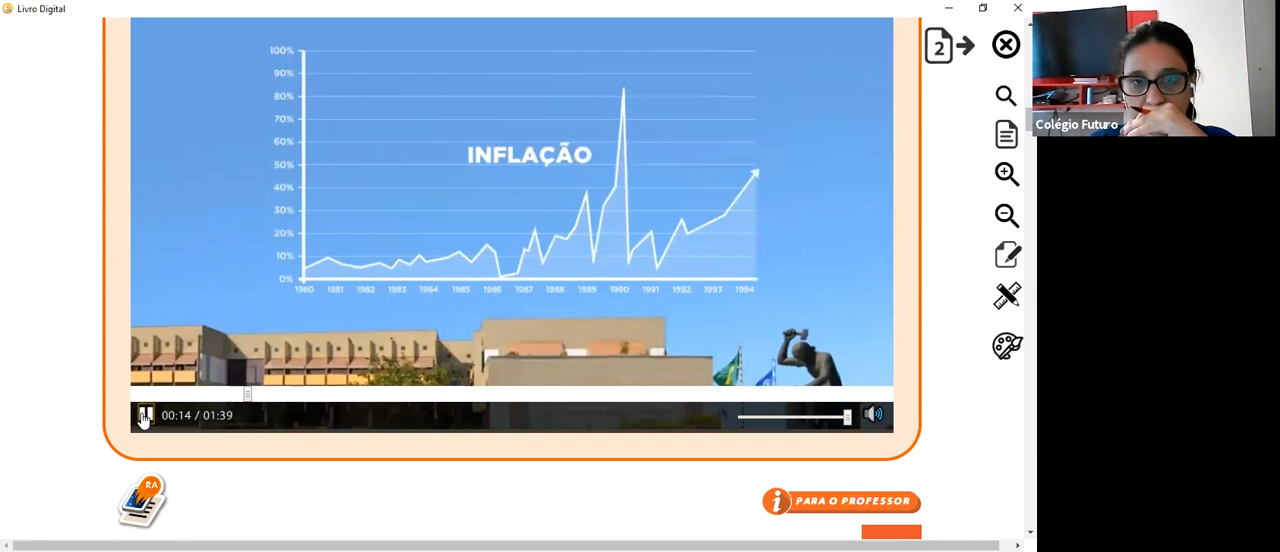 Livro Digital
100%
90%
80%
70%
60%
50%
40%
30%
20%
10%
0%
INFLAÇÃO
1980 1981 1982 1983 1984 1985 1986 1987 1988 1989 1990 1991 1992 1993 1994
00:14 / 01:39
RA
i PARA O PROFESSOR
2
Colégio Futuro